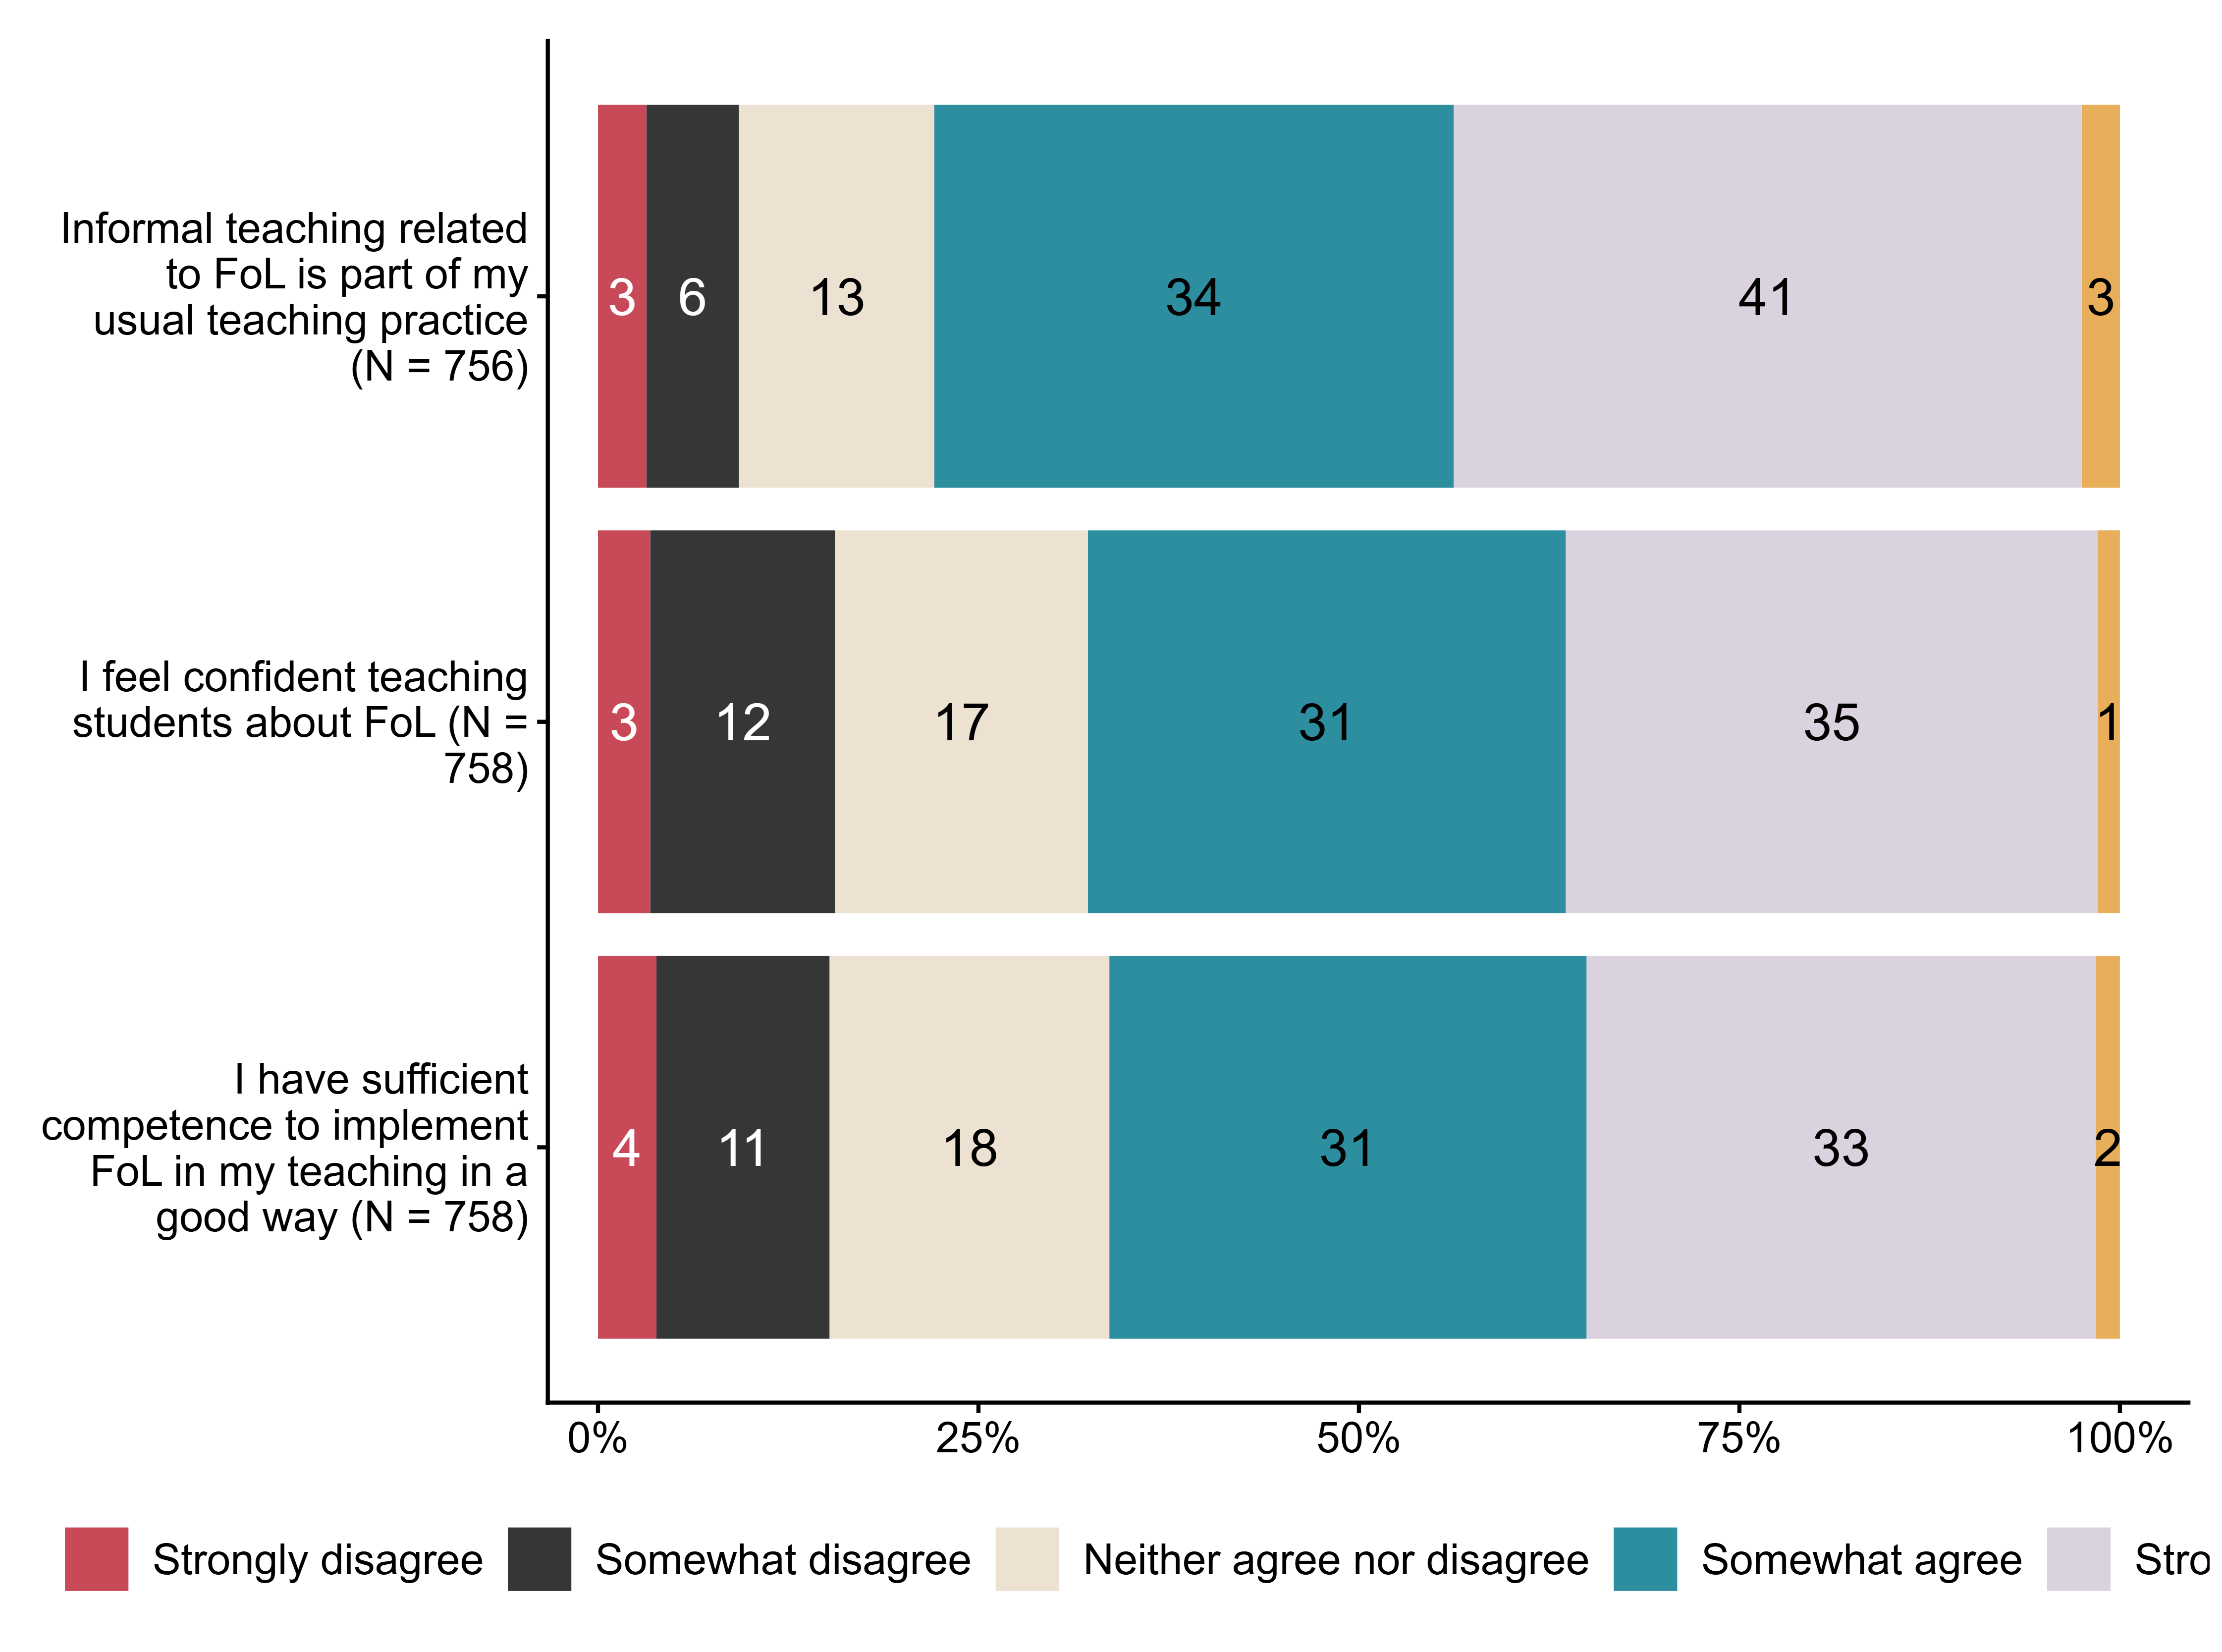 Informal teaching related
to FoL is part of my
usual teaching practice
(N = 756)
3 6 13 34 41 3
I feel confident teaching
students about FoL (N =
758)
3 12 17 31 35 1
I have sufficient
competence to implement
FoL in my teaching in a
good way (N = 758)
4 11 18 31 33 2
0% 25% 50% 75% 100%
Strongly disagree Somewhat disagree Neither agree nor disagree Somewhat agree Stro